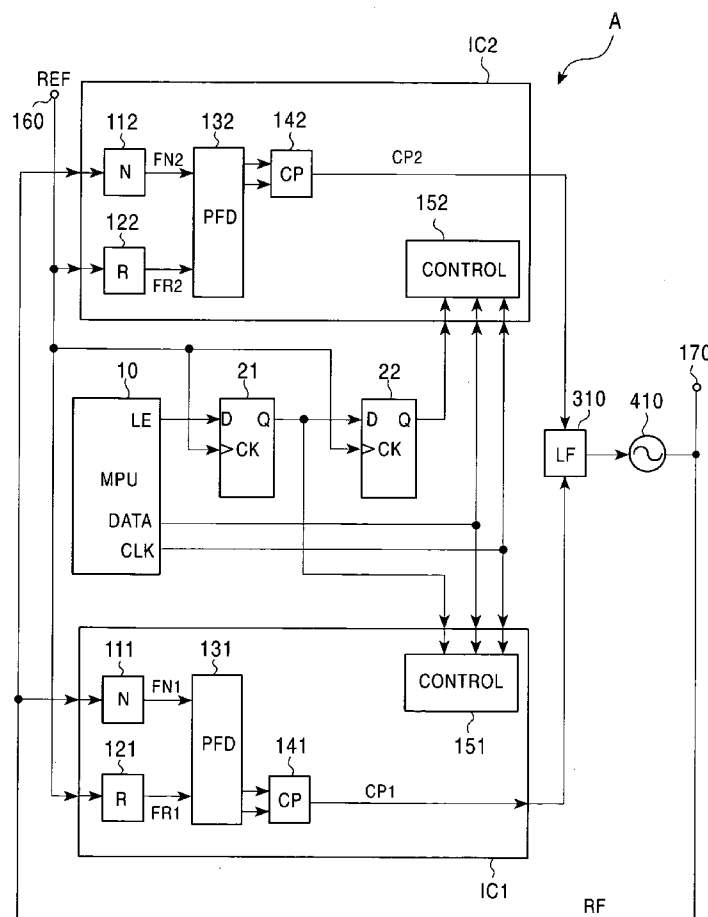 A
IC2
REF
160
112
132
142
N
FN2
PFD
CP
CP2
122
152
R
FR2
CONTROL
170
10
21
22
310
410
LE
D Q
D Q
CK
CK
LF
MPU
DATA
CLK
111
131
N
FN1
PFD
CONTROL
121
141
151
R
FR1
CP
CP1
IC1
RF